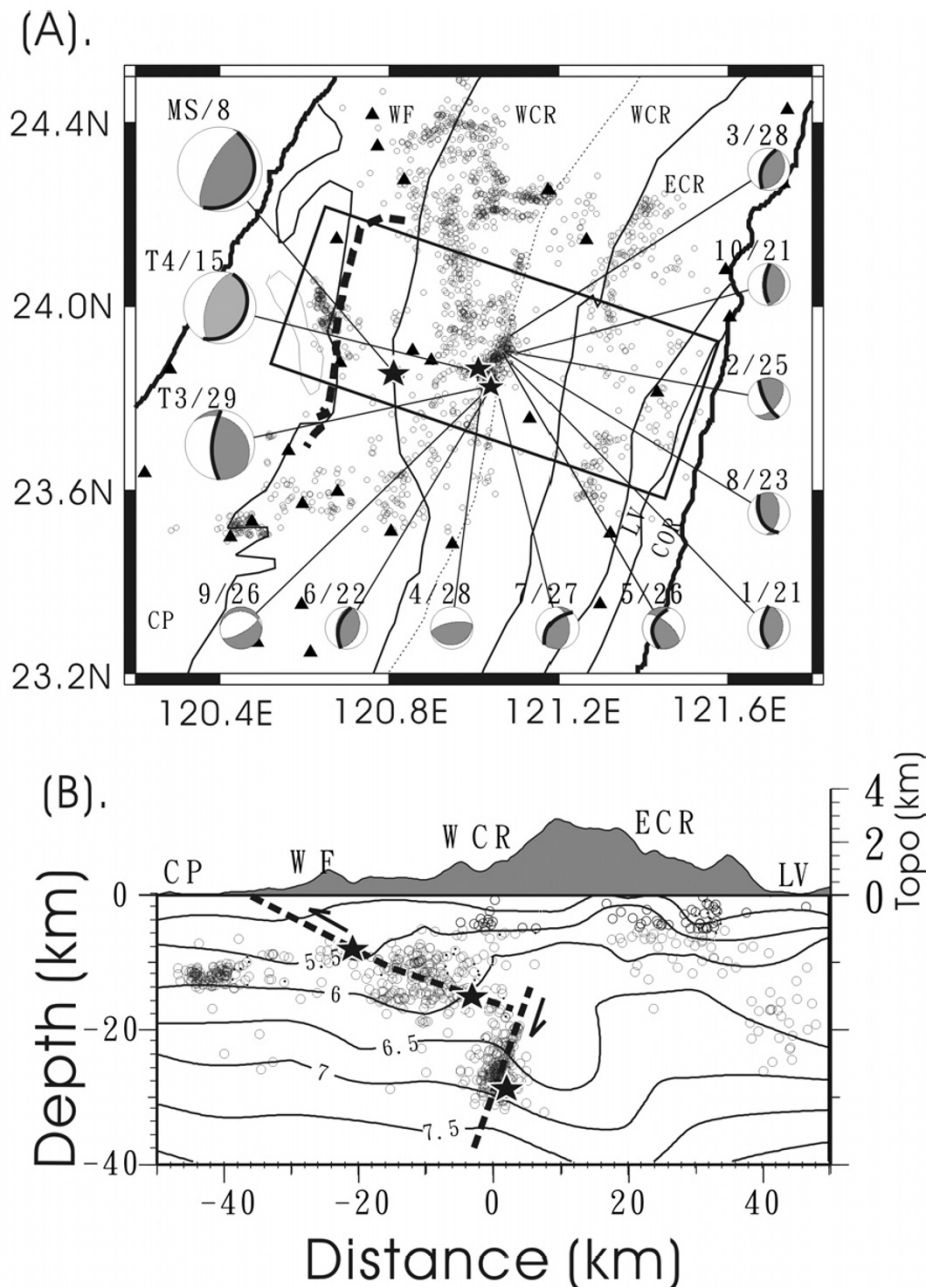 (A).
24.4N
24.0N
23.6N
23.2N
120.4E 120.8E 121.2E 121.6E
MS/8 WF WCR WCR 3/28
ECR
T4/15 10/21
2/25
T3/29
8/23
LV COR
9/26 6/22 4/28 7/27 5/26 1/21
CP
(B).
CP WF WCR ECR LV
4
2
0
Topo (km)
0
-20
-40
Depth (km)
5.5
6
6.5
7
7.5
-40 -20 0 20 40
Distance (km)